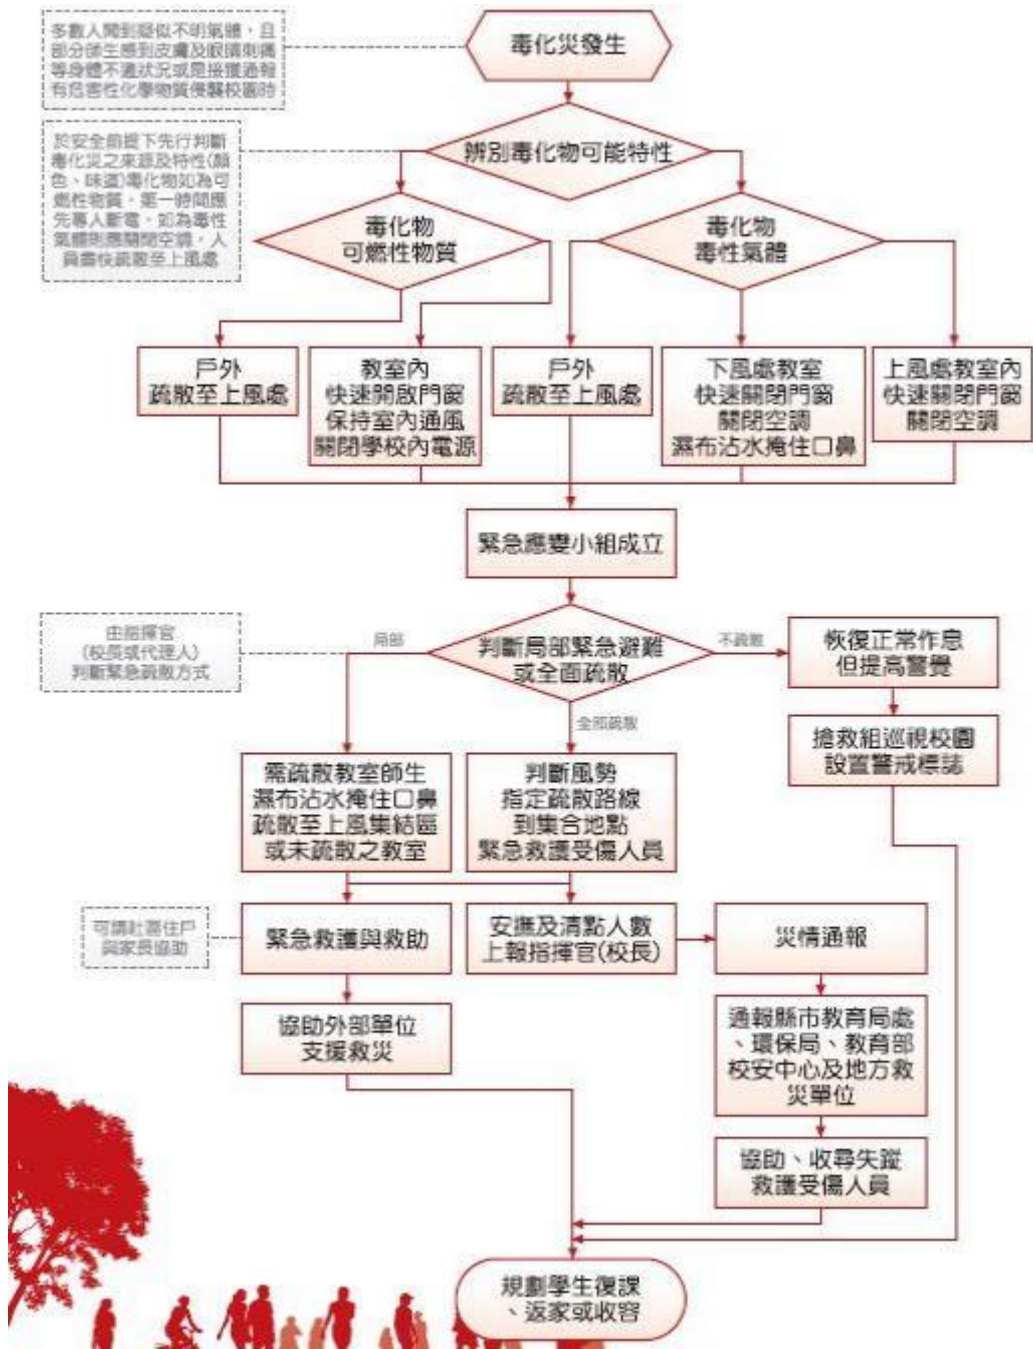 多數人聞到疑似不明氣體，且
部分師生感到皮膚及眼睛刺痛
等身體不適狀況或是接獲通報
有危害性化學物質侵襲校園時
毒化災發生
於安全前提下先行判斷
毒化災之來源及特性(顏
色、味道)毒化物如為可
燃性物質，第一時間應
先專人斷電，如為毒性
氣體則應關閉空調，人
員盡快疏散至上風處
辨別毒化物可能特性
毒化物
可燃性物質
毒化物
毒性氣體
戶外
疏散至上風處
教室內
快速開啟門窗
保持室內通風
關閉學校內電源
戶外
疏散至上風處
下風處教室
快速關閉門窗
關閉空調
濕布沾水掩住口鼻
上風處教室內
快速關閉門窗
關閉空調
緊急應變小組成立
由指揮官
(校長或代理人)
判斷緊急疏散方式
局部
判斷局部緊急避難
或全面疏散
不疏散
恢復正常作息
但提高警覺
全部疏散
搶救組巡視校園
設置警戒標誌
需疏散教室師生
濕布沾水掩住口鼻
疏散至上風集結區
或未疏散之教室
判斷風勢
指定疏散路線
到集合地點
緊急救護受傷人員
可請社區住戶
與家長協助
緊急救護與救助
安撫及清點人數
上報指揮官(校長)
災情通報
協助外部單位
支援救災
通報縣市教育局處
、環保局、教育部
校安中心及地方救
災單位
協助、收尋失蹤
救護受傷人員
規劃學生復課
、返家或收容